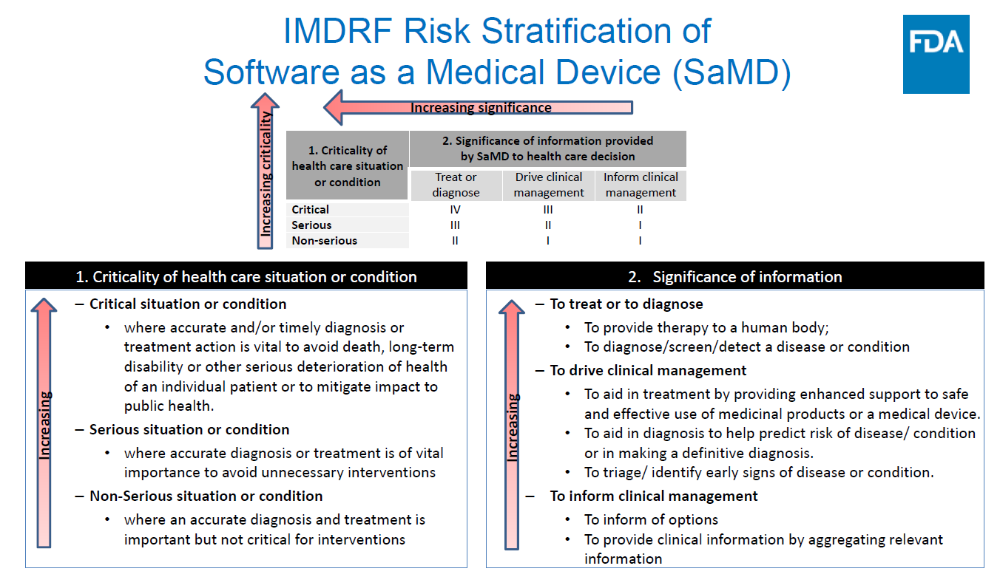 IMDRF Risk Stratification of
Software as a Medical Device (SaMD)
FDA
Increasing significance
Increasing criticality
1. Criticality of
health care situation
or condition
2. Significance of information provided
by SaMD to health care decision
Treat or
diagnose
Drive clinical
management
Inform clinical
management
Critical IV III II
Serious III II I
Non-serious II I I
1. Criticality of health care situation or condition
Increasing
– Critical situation or condition
• where accurate and/or timely diagnosis or
treatment action is vital to avoid death, long-term
disability or other serious deterioration of health
of an individual patient or to mitigate impact to
public health.
– Serious situation or condition
• where accurate diagnosis or treatment is of vital
importance to avoid unnecessary interventions
– Non-Serious situation or condition
• where an accurate diagnosis and treatment is
important but not critical for interventions
2. Significance of information
Increasing
– To treat or to diagnose
• To provide therapy to a human body;
• To diagnose/screen/detect a disease or condition
– To drive clinical management
• To aid in treatment by providing enhanced support to safe
and effective use of medicinal products or a medical device.
• To aid in diagnosis to help predict risk of disease/ condition
or in making a definitive diagnosis.
• To triage/ identify early signs of disease or condition.
– To inform clinical management
• To inform of options
• To provide clinical information by aggregating relevant
information